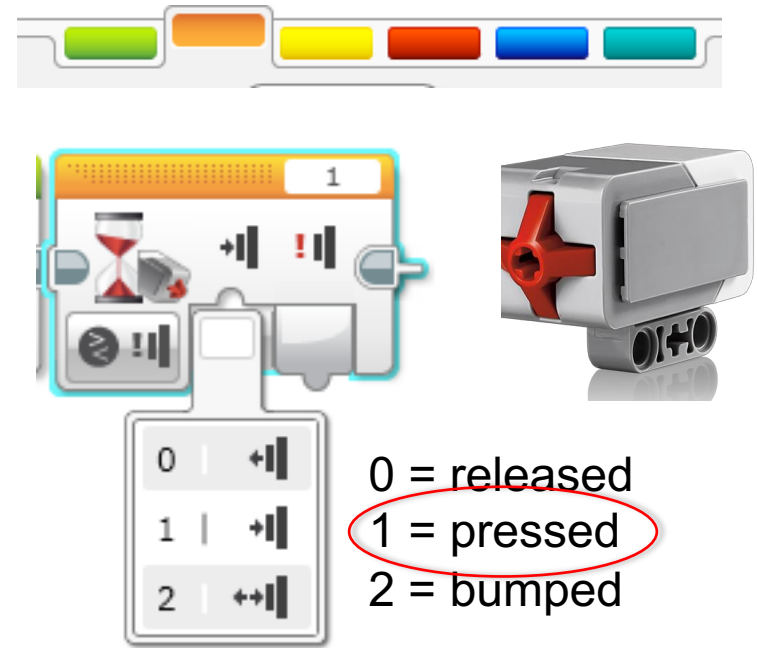 1
0
1
2
0 = released
1 = pressed
2 = bumped